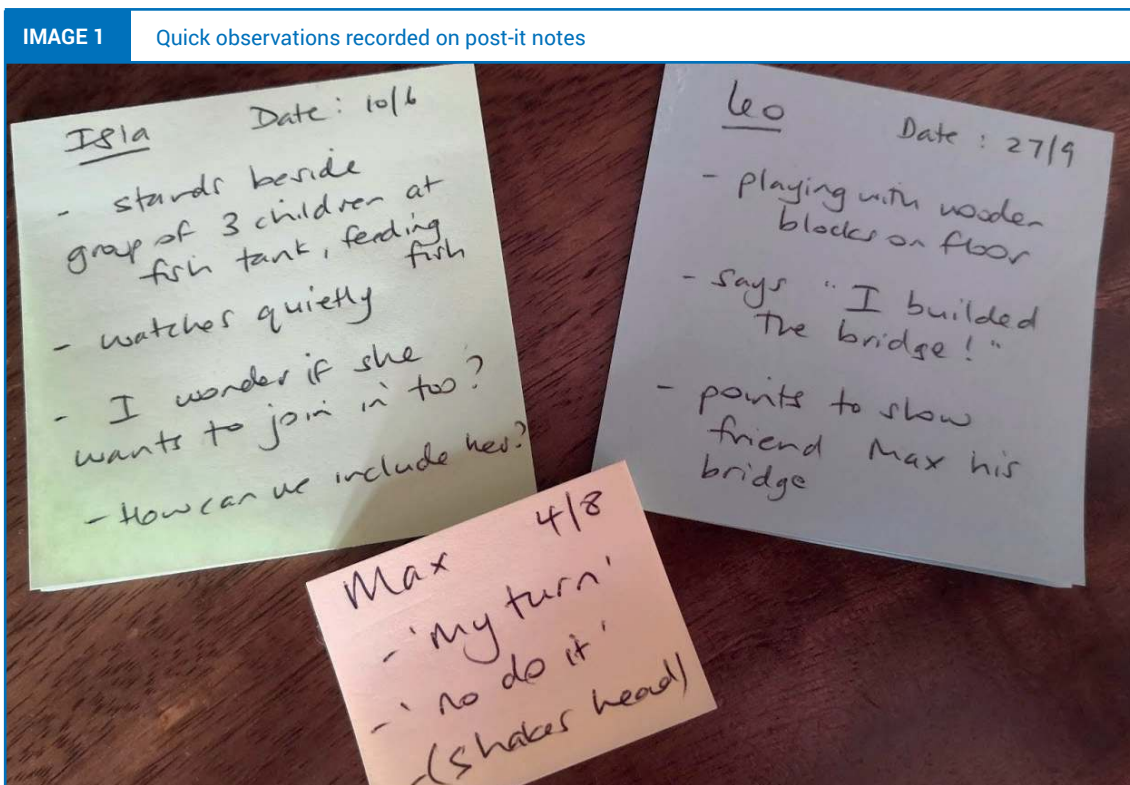 IMAGE 1
Quick observations recorded on post-it notes
Isla Date: 10/6
- stands beside
group of 3 children at
fish tank, feeding
fish
- watches quietly
- I wonder if she
wants to join in too?
- How can we include her?
Leo Date: 27/9
- playing with wooden
blocks on floor
- says "I builded
the bridge!"
- points to show
friend Max his
bridge
Max 4/8
- 'my turn'
- 'no do it'
- (shakes head)